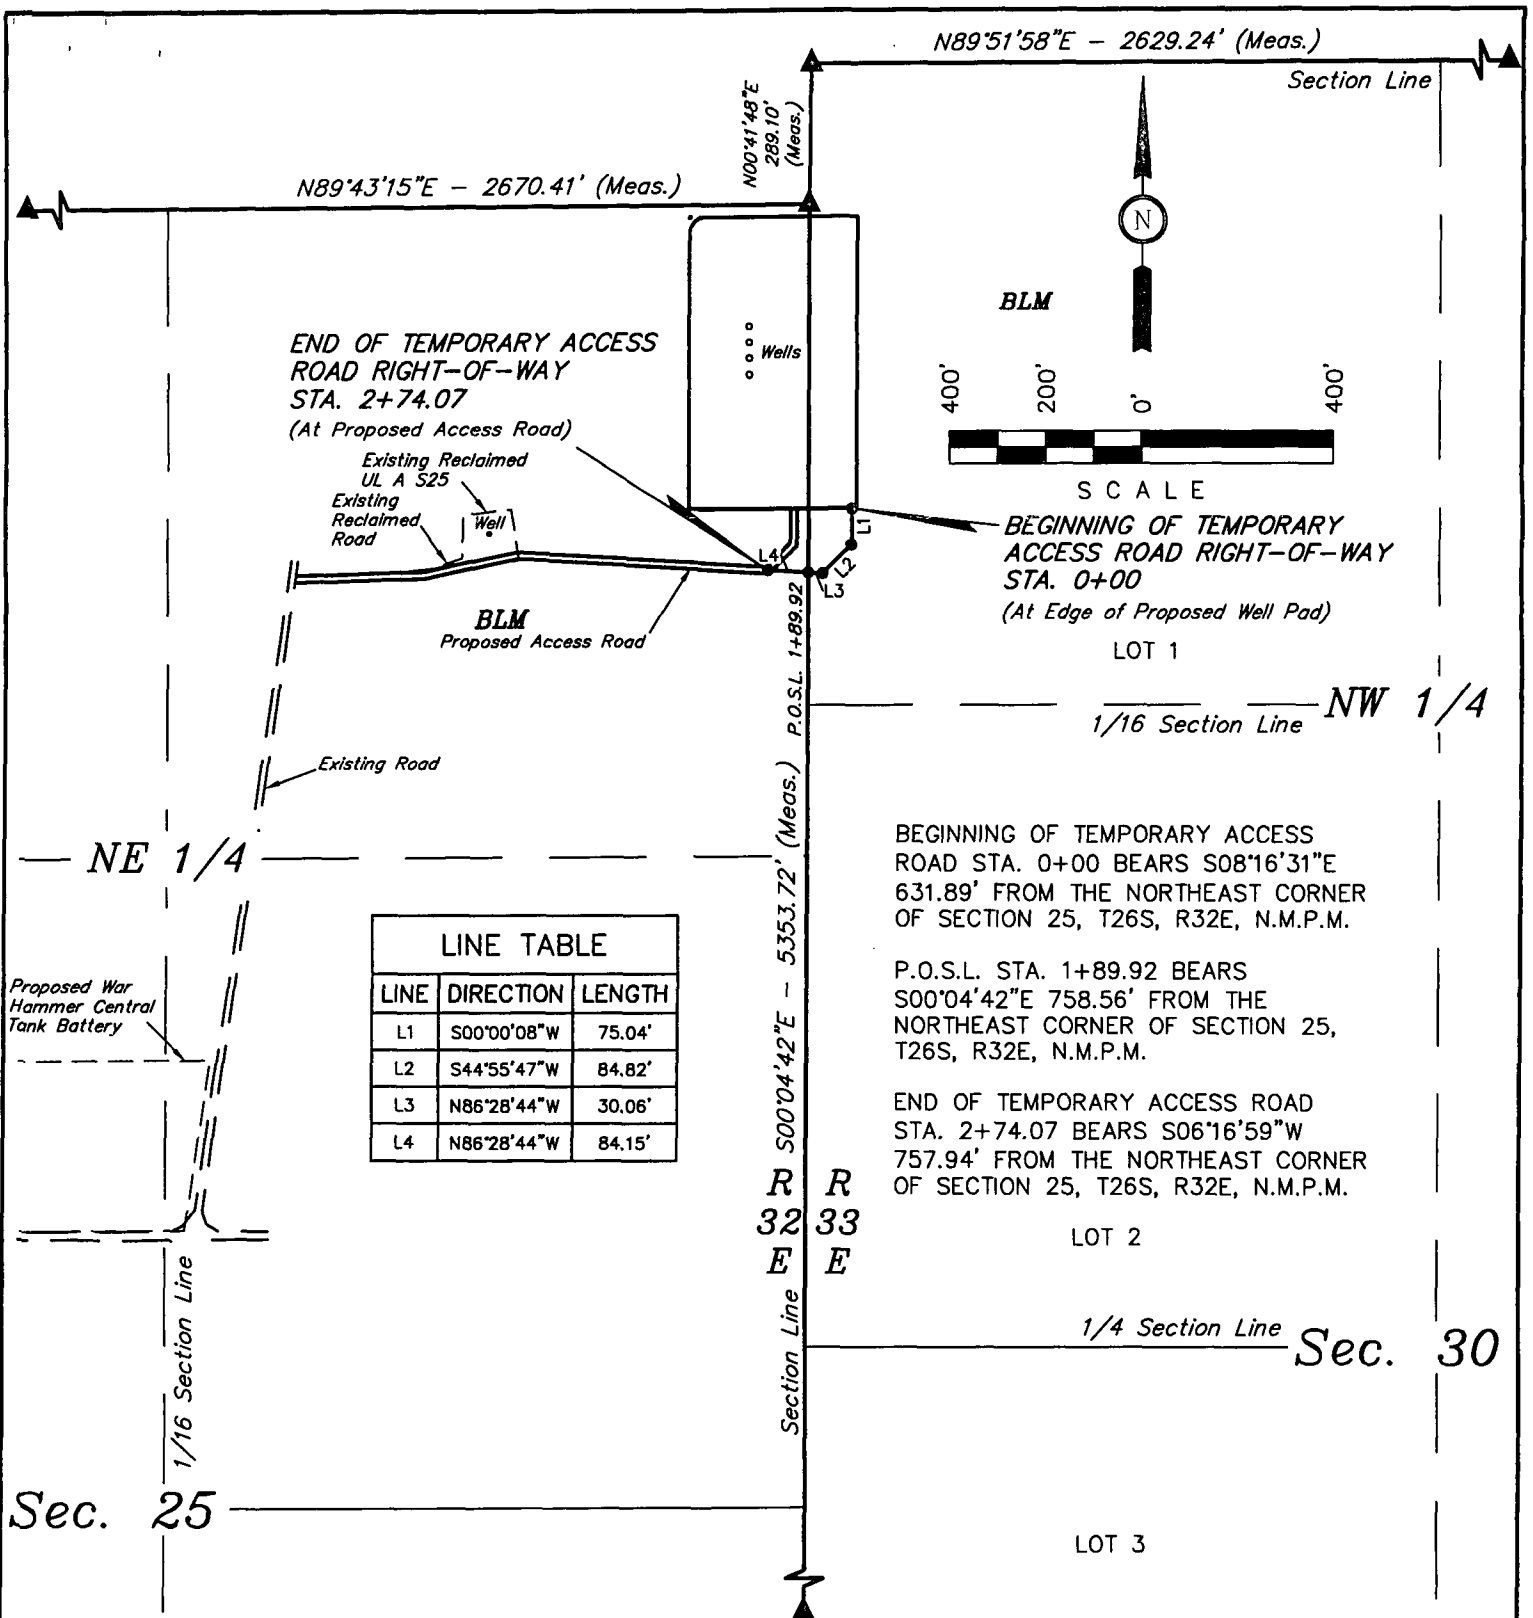 N89°51'58"E - 2629.24' (Meas.)
Section Line
N00°41'48"E
289.10'
(Meas.)
N89°43'15"E - 2670.41' (Meas.)
N
BLM
END OF TEMPORARY ACCESS
ROAD RIGHT-OF-WAY
STA. 2+74.07
(At Proposed Access Road)
Wells
400'
200'
0'
400'
SCALE
Existing Reclaimed
UL A S25
Existing
Reclaimed
Road
Well
L1
L2
L3
L4
BEGINNING OF TEMPORARY
ACCESS ROAD RIGHT-OF-WAY
STA. 0+00
(At Edge of Proposed Well Pad)
BLM
Proposed Access Road
LOT 1
P.O.S.L. 1+89.92
NW 1/4
1/16 Section Line
Existing Road
NE 1/4
S00°04'42"E - 5353.72' (Meas.)
BEGINNING OF TEMPORARY ACCESS
ROAD STA. 0+00 BEARS S08°16'31"E
631.89' FROM THE NORTHEAST CORNER
OF SECTION 25, T26S, R32E, N.M.P.M.
P.O.S.L. STA. 1+89.92 BEARS
S00°04'42"E 758.56' FROM THE
NORTHEAST CORNER OF SECTION 25,
T26S, R32E, N.M.P.M.
END OF TEMPORARY ACCESS ROAD
STA. 2+74.07 BEARS S06°16'59"W
757.94' FROM THE NORTHEAST CORNER
OF SECTION 25, T26S, R32E, N.M.P.M.
LINE TABLE
LINE DIRECTION LENGTH
L1 S00°00'08"W 75.04'
L2 S44°55'47"W 84.82'
L3 N86°28'44"W 30.06'
L4 N86°28'44"W 84.15'
Proposed War
Hammer Central
Tank Battery
R R
32 33
E E
LOT 2
1/16 Section Line
Section Line
1/4 Section Line
Sec. 30
Sec. 25
LOT 3